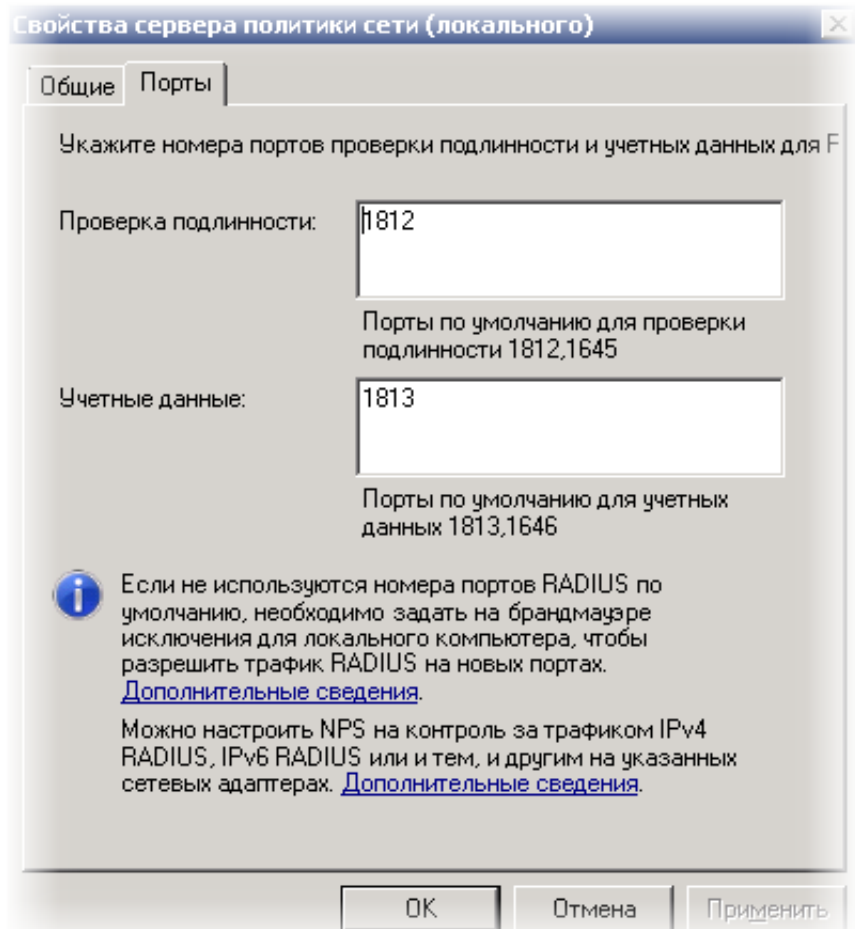 Свойства сервера политики сети (локального)
Общие
Порты
Укажите номера портов проверки подлинности и учетных данных для
Проверка подлинности:
1812
Порты по умолчанию для проверки
подлинности 1812,1645
Учетные данные:
1813
Порты по умолчанию для учетных
данных 1813,1646
Если не используются номера портов RADIUS по
умолчанию, необходимо задать на брандмауэре
исключения для локального компьютера, чтобы
разрешить трафик RADIUS на новых портах.
Дополнительные сведения.
Можно настроить NPS на контроль за трафиком IPv4
RADIUS, IPv6 RADIUS или и тем, и другим на указанных
сетевых адаптерах. Дополнительные сведения.
OK
Отмена
Применить